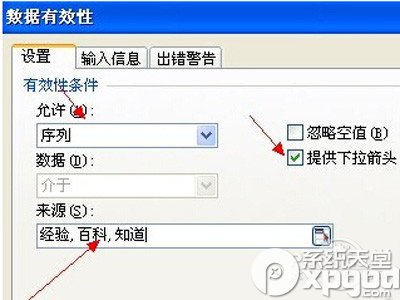 数据有效性
设置 输入信息 出错警告
有效性条件
允许(A):
序列
忽略空值(B)
数据(D):
提供下拉箭头
介于
来源(S):
经验,百科,知道
系统天堂
xpgod